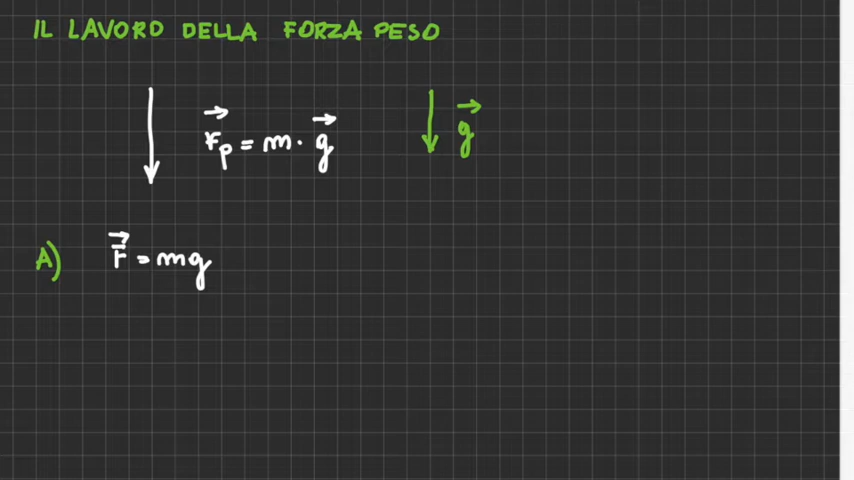 IL LAVORO DELLA FORZA PESO
F⃗p = m · g⃗
g⃗
A) F⃗ = mg